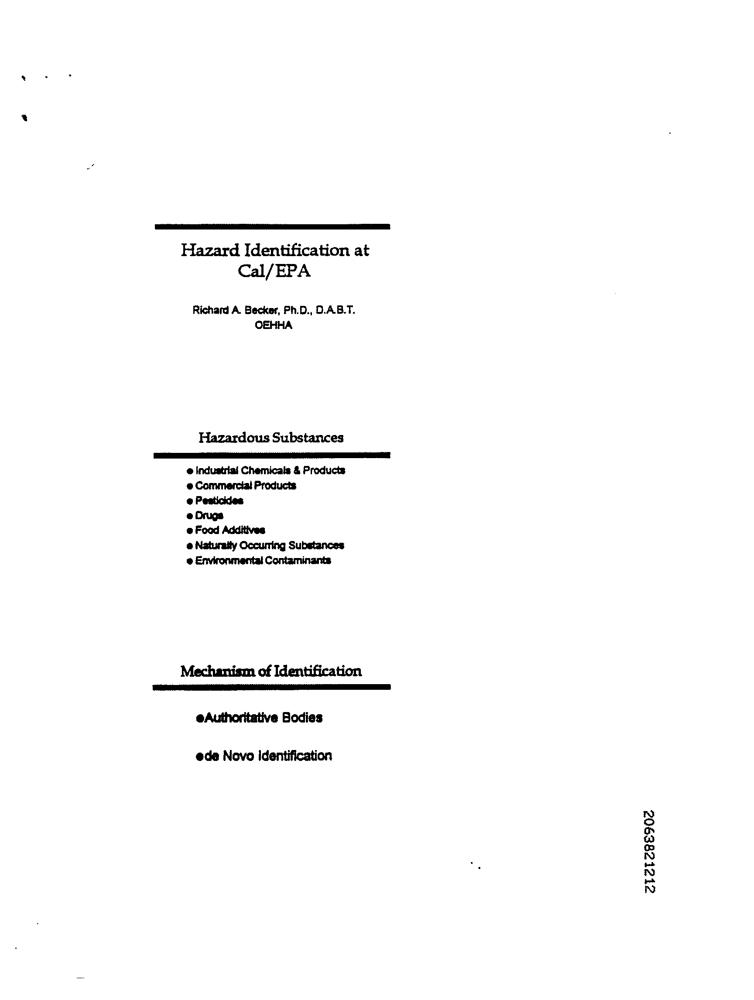 Hazard Identification at
Cal/EPA
Richard A. Becker, Ph.D., D.A.B.T.
OEHHA
Hazardous Substances
● Industrial Chemicals & Products
● Commercial Products
● Pesticides
● Drugs
● Food Additives
● Naturally Occurring Substances
● Environmental Contaminants
Mechanism of Identification
●Authoritative Bodies
●de Novo Identification
2063821212